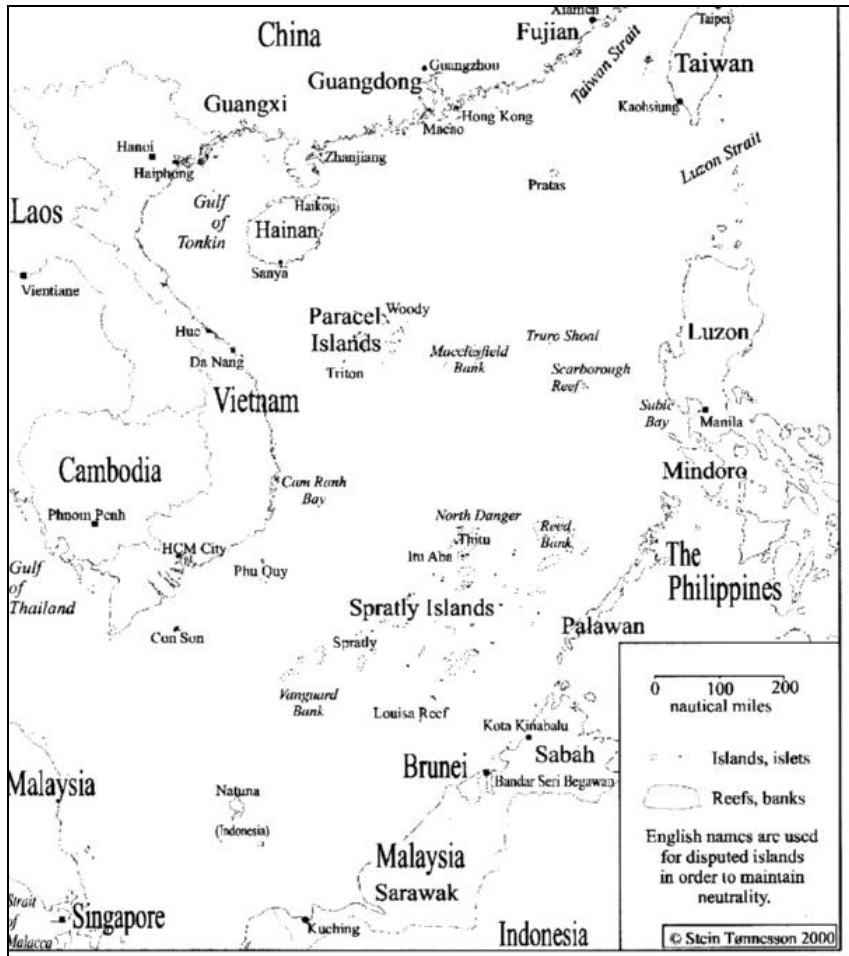 Xiamen
Taipei
China
Fujian
Taiwan Strait
Taiwan
Guangzhou
Guangdong
Guangxi
Kaohsiung
Hong Kong
Macao
Hanoi
Haiphong
Zhanjiang
Luzon Strait
Pratas
Laos
Gulf
of
Tonkin
Haikou
Hainan
Sanya
Vientiane
Woody
Paracel
Islands
Hue
Truro Shoal
Luzon
Macclesfield
Bank
Da Nang
Triton
Scarborough
Reef
Vietnam
Subic
Bay
Manila
Cambodia
Mindoro
Cam Ranh
Bay
Phnom Penh
North Danger
Reed
Bank
Thitu
HCM City
Itu Aba
The
Philippines
Gulf
of
Thailand
Phu Quy
Spratly Islands
Palawan
Con Son
Spratly
Vanguard
Bank
Louisa Reef
0 100 200
nautical miles
Kota Kinabalu
Sabah
Islands, islets
Brunei
Bandar Seri Begawan
Malaysia
Natuna
Reefs, banks
(Indonesia)
English names are used
for disputed islands
in order to maintain
neutrality.
Malaysia
Sarawak
Strait
of
Malacca
Singapore
Kuching
Indonesia
© Stein Tønnesson 2000